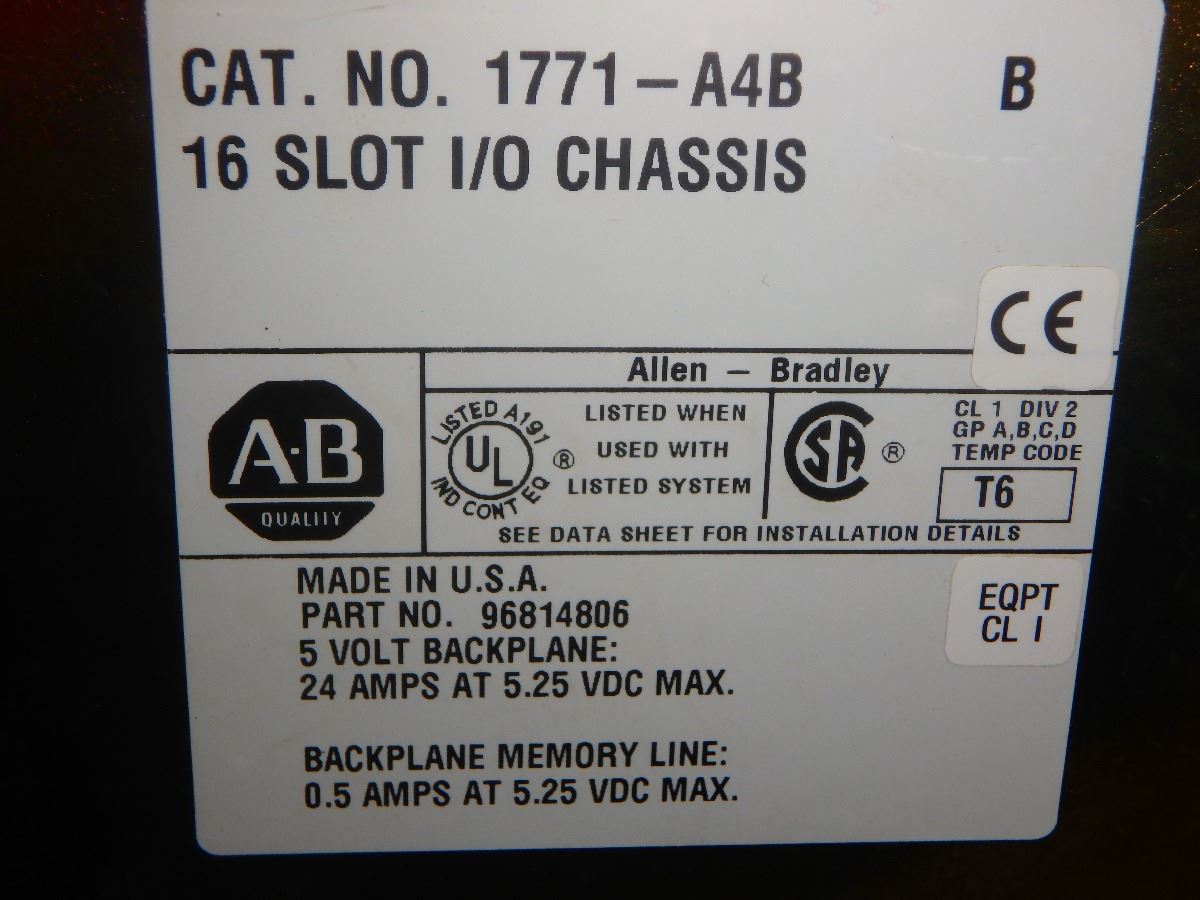 CAT. NO. 1771-A4B B
16 SLOT I/O CHASSIS
CE
Allen - Bradley
A·B
QUALITY
LISTED A191
UL ®
IND CONT EQ
LISTED WHEN
USED WITH
LISTED SYSTEM
SA ®
CL 1 DIV 2
GP A,B,C,D
TEMP CODE
T6
SEE DATA SHEET FOR INSTALLATION DETAILS
MADE IN U.S.A.
PART NO. 96814806
5 VOLT BACKPLANE:
24 AMPS AT 5.25 VDC MAX.
EQPT
CL I
BACKPLANE MEMORY LINE:
0.5 AMPS AT 5.25 VDC MAX.